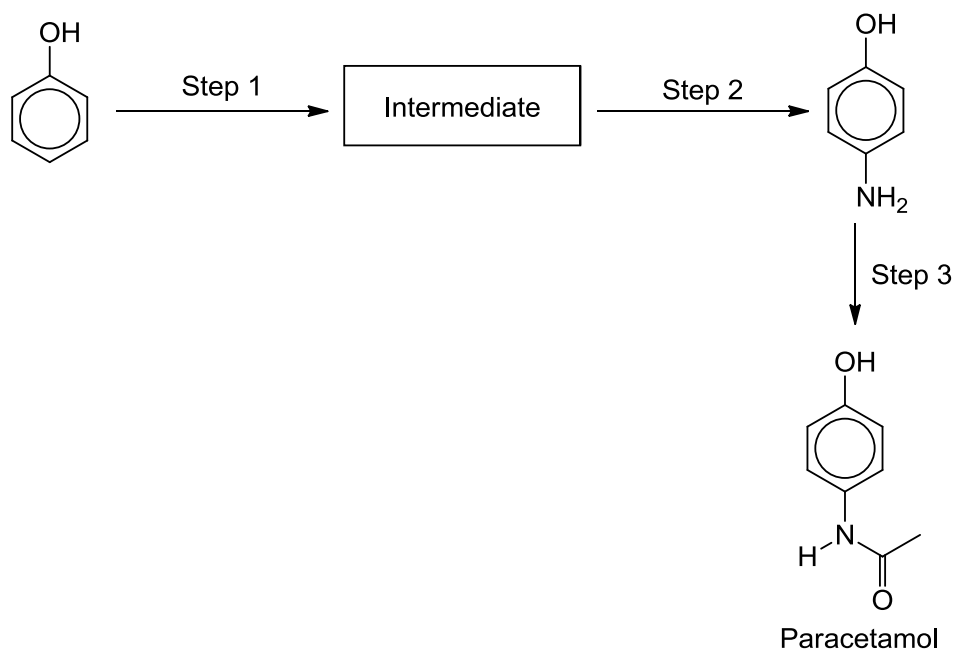 OH
Step 1
Intermediate
Step 2
OH
NH2
Step 3
OH
N
H
O
Paracetamol